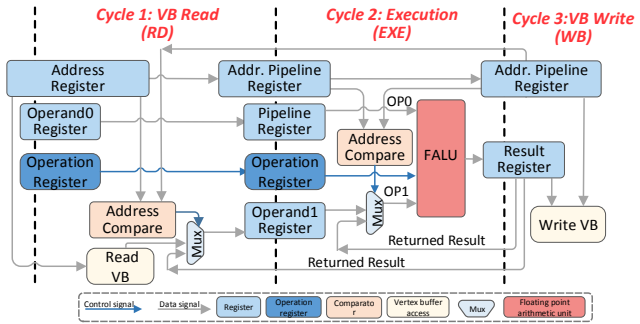 Cycle 1: VB Read
(RD)
Cycle 2: Execution
(EXE)
Cycle 3:VB Write
(WB)
Address
Register
Addr. Pipeline
Register
Addr. Pipeline
Register
OP0
Operand0
Register
Pipeline
Register
Address
Compare
FALU
Operation
Register
Operation
Register
Result
Register
OP1
Address
Compare
Mux
Operand1
Register
Mux
Write VB
Read
VB
Returned Result
Returned Result
Control signal
Data signal
Register
Operation
register
Comparato
r
Vertex buffer
access
Mux
Floating point
arithmetic unit